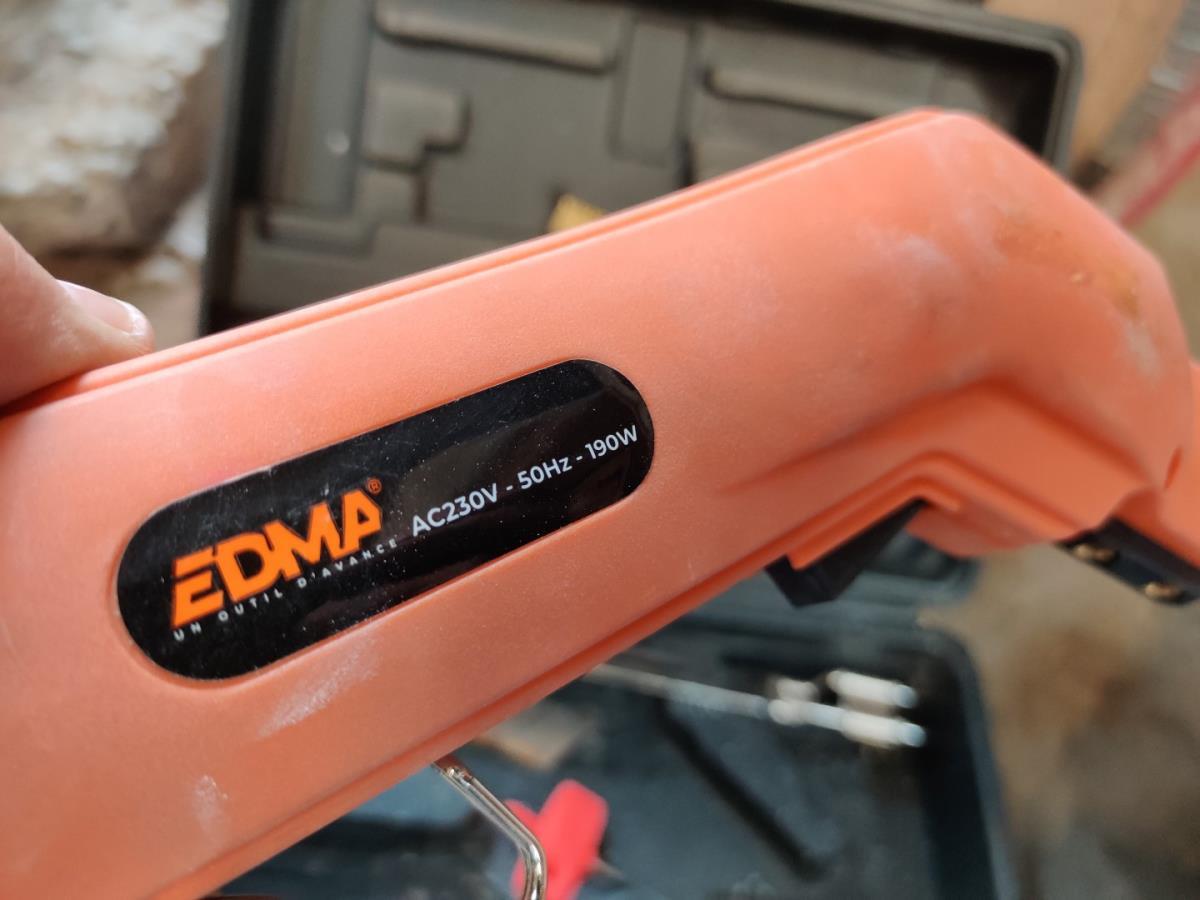 EDMA®
UN OUTIL D'AVANCE
AC230V - 50Hz - 190W